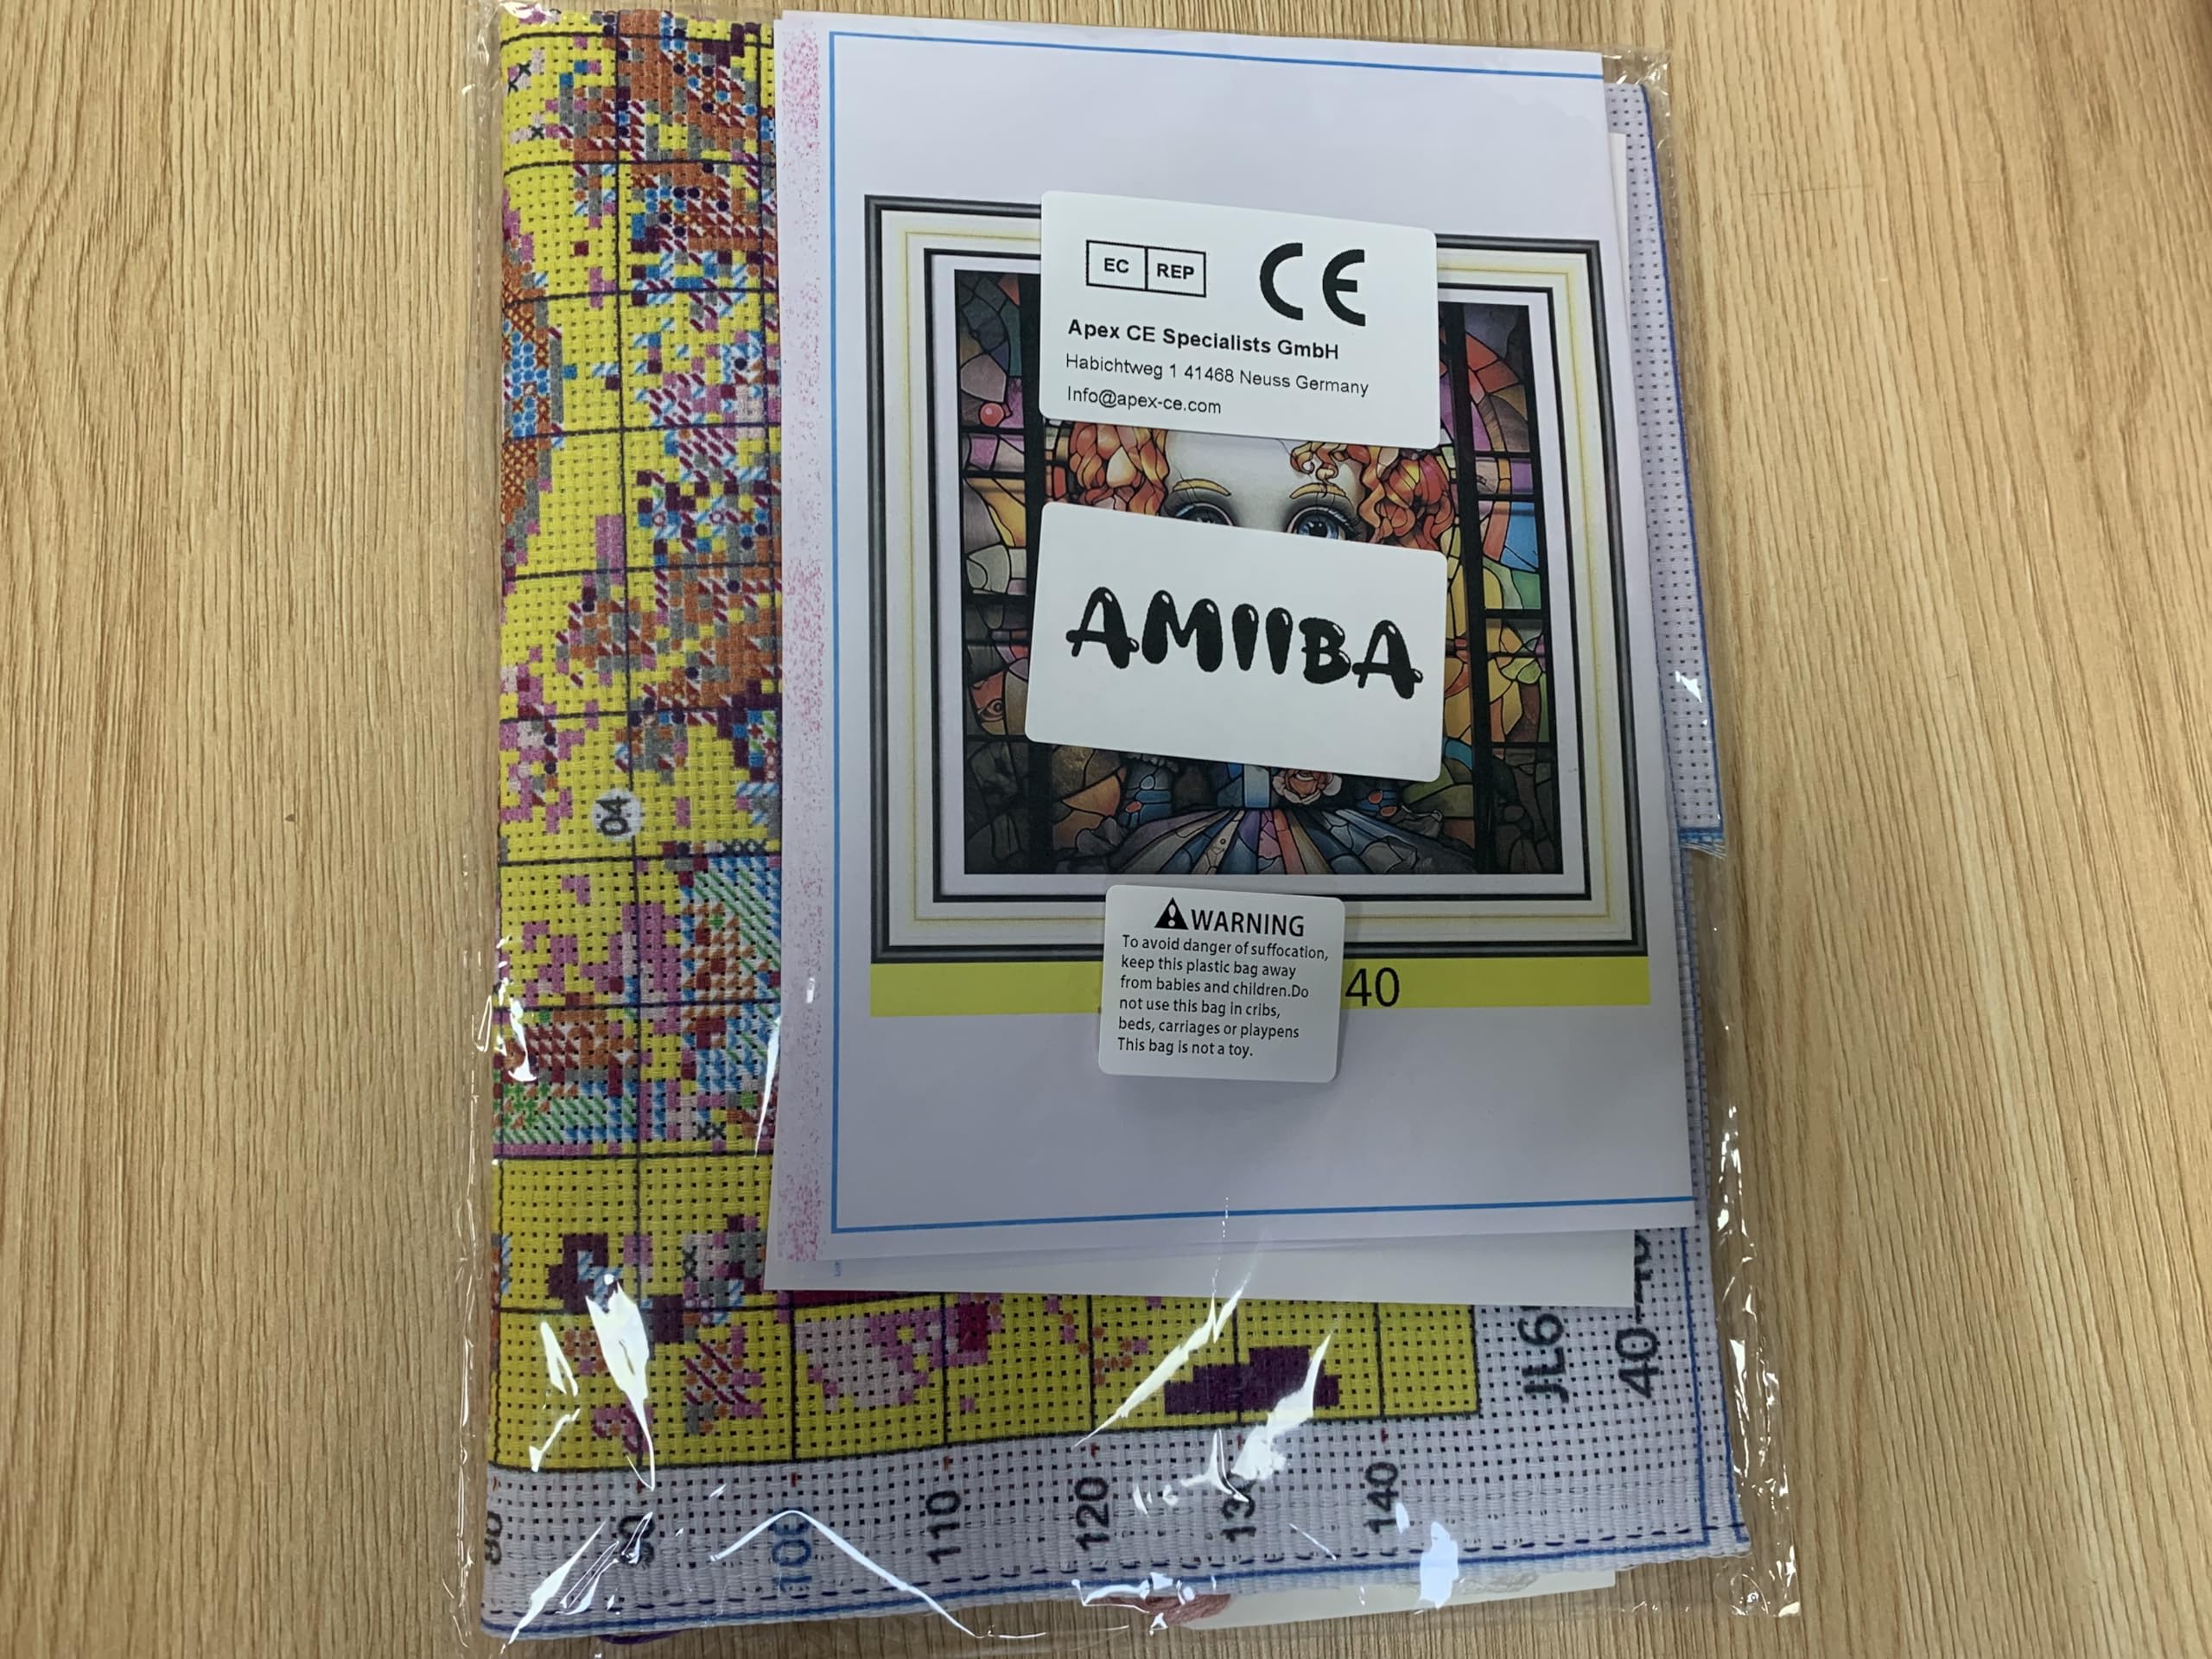 EC REP CE
Apex CE Specialists GmbH
Habichtweg 1 41468 Neuss Germany
Info@apex-ce.com
AMIIBA
04
WARNING
To avoid danger of suffocation,
keep this plastic bag away
from babies and children.Do
not use this bag in cribs,
beds, carriages or playpens
This bag is not a toy.
40
110
120
140